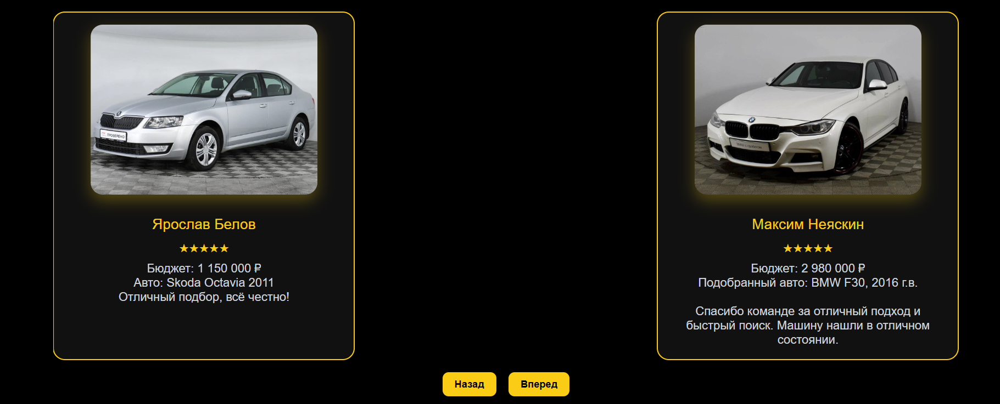 ПРОВЕРЕНО
Ярослав Белов
★★★★★
Бюджет: 1 150 000 ₽
Авто: Skoda Octavia 2011
Отличный подбор, всё честно!
Максим Неяскин
★★★★★
Бюджет: 2 980 000 ₽
Подобранный авто: BMW F30, 2016 г.в.
Спасибо команде за отличный подход и
быстрый поиск. Машину нашли в отличном
состоянии.
Назад
Вперед